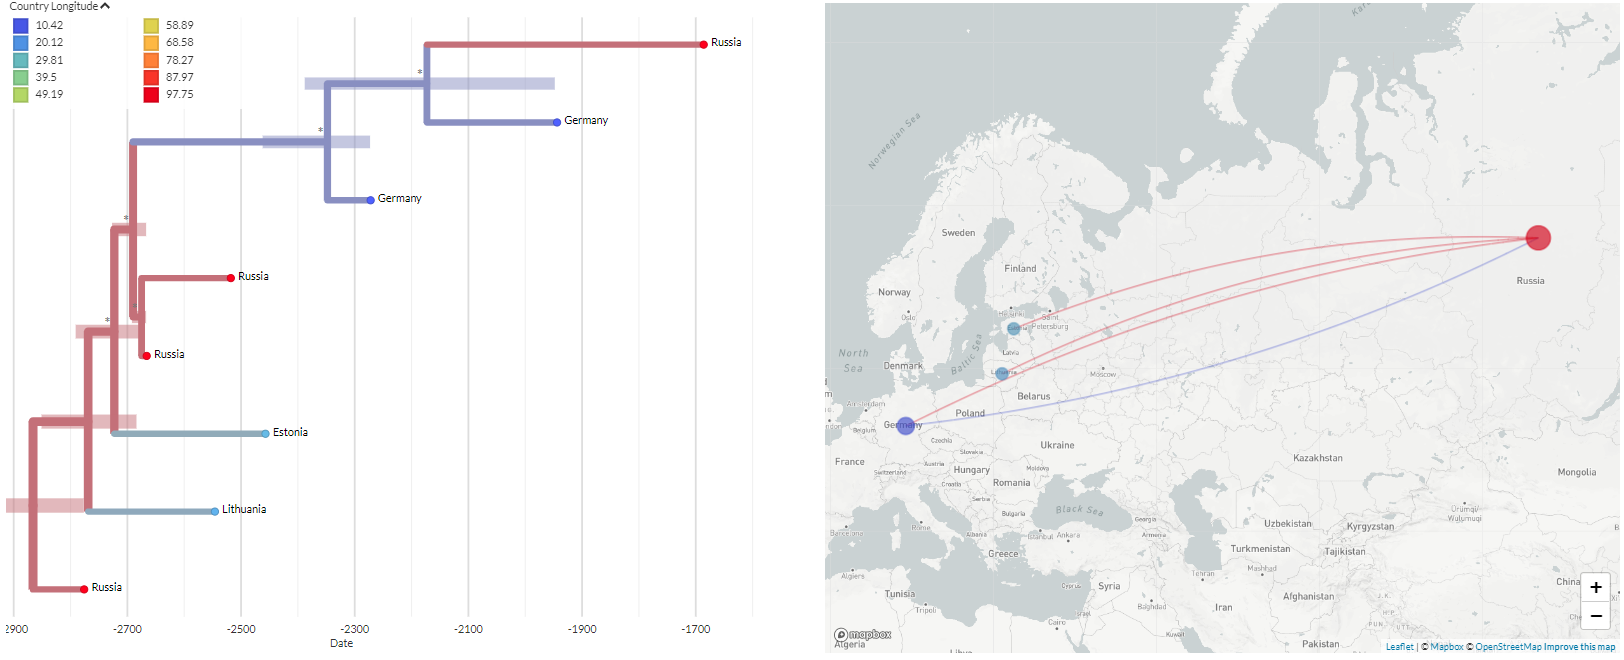 Country Longitude
10.42
20.12
29.81
39.5
49.19
58.89
68.58
78.27
87.97
97.75
Russia
*
Germany
*
Germany
*
Russia
*
Russia
*
Estonia
Lithuania
Russia
2900
-2700
-2500
-2300
-2100
-1900
-1700
Date
Norwegian Sea
Sweden
Finland
Norway
Oslo
Helsinki
Saint
Petersburg
Estonia
Russia
North
Sea
Denmark
Baltic Sea
Latvia
Lithuania
Moscow
Belarus
Amsterdam
Poland
Germany
Belgium
Czechia
Ukraine
Slovakia
France
Austria
Switzerland
Hungary
Moldova
Kazakhstan
Mongolia
Croatia
Romania
Serbia
Bulgaria
Black Sea
Rome
Barcelona
Albania
Istanbul
Ankara
Georgia
Armenia
Uzbekistan
Kyrgyzstan
Ürümqi/
Wulumuqi
Greece
Turkmenistan
Tajikistan
Algiers
Tunisia
Tripoli
Cyprus
Syria
Israel
Baghdad
Tehran
Mashhad
Iran
Afghanistan
China
J.K.
PUN
UTT.
Cairo
Kuwait
Pakistan
Algeria
mapbox
+
−
Leaflet | © Mapbox © OpenStreetMap Improve this map